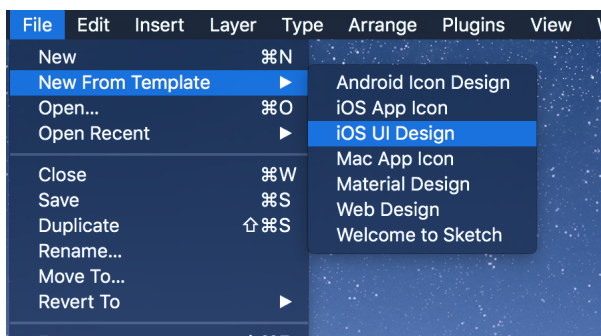 File Edit Insert Layer Type Arrange Plugins View
New ⌘N
New From Template ▶
Open... ⌘O
Open Recent ▶
Close ⌘W
Save ⌘S
Duplicate ⇧⌘S
Rename...
Move To...
Revert To ▶
Android Icon Design
iOS App Icon
iOS UI Design
Mac App Icon
Material Design
Web Design
Welcome to Sketch